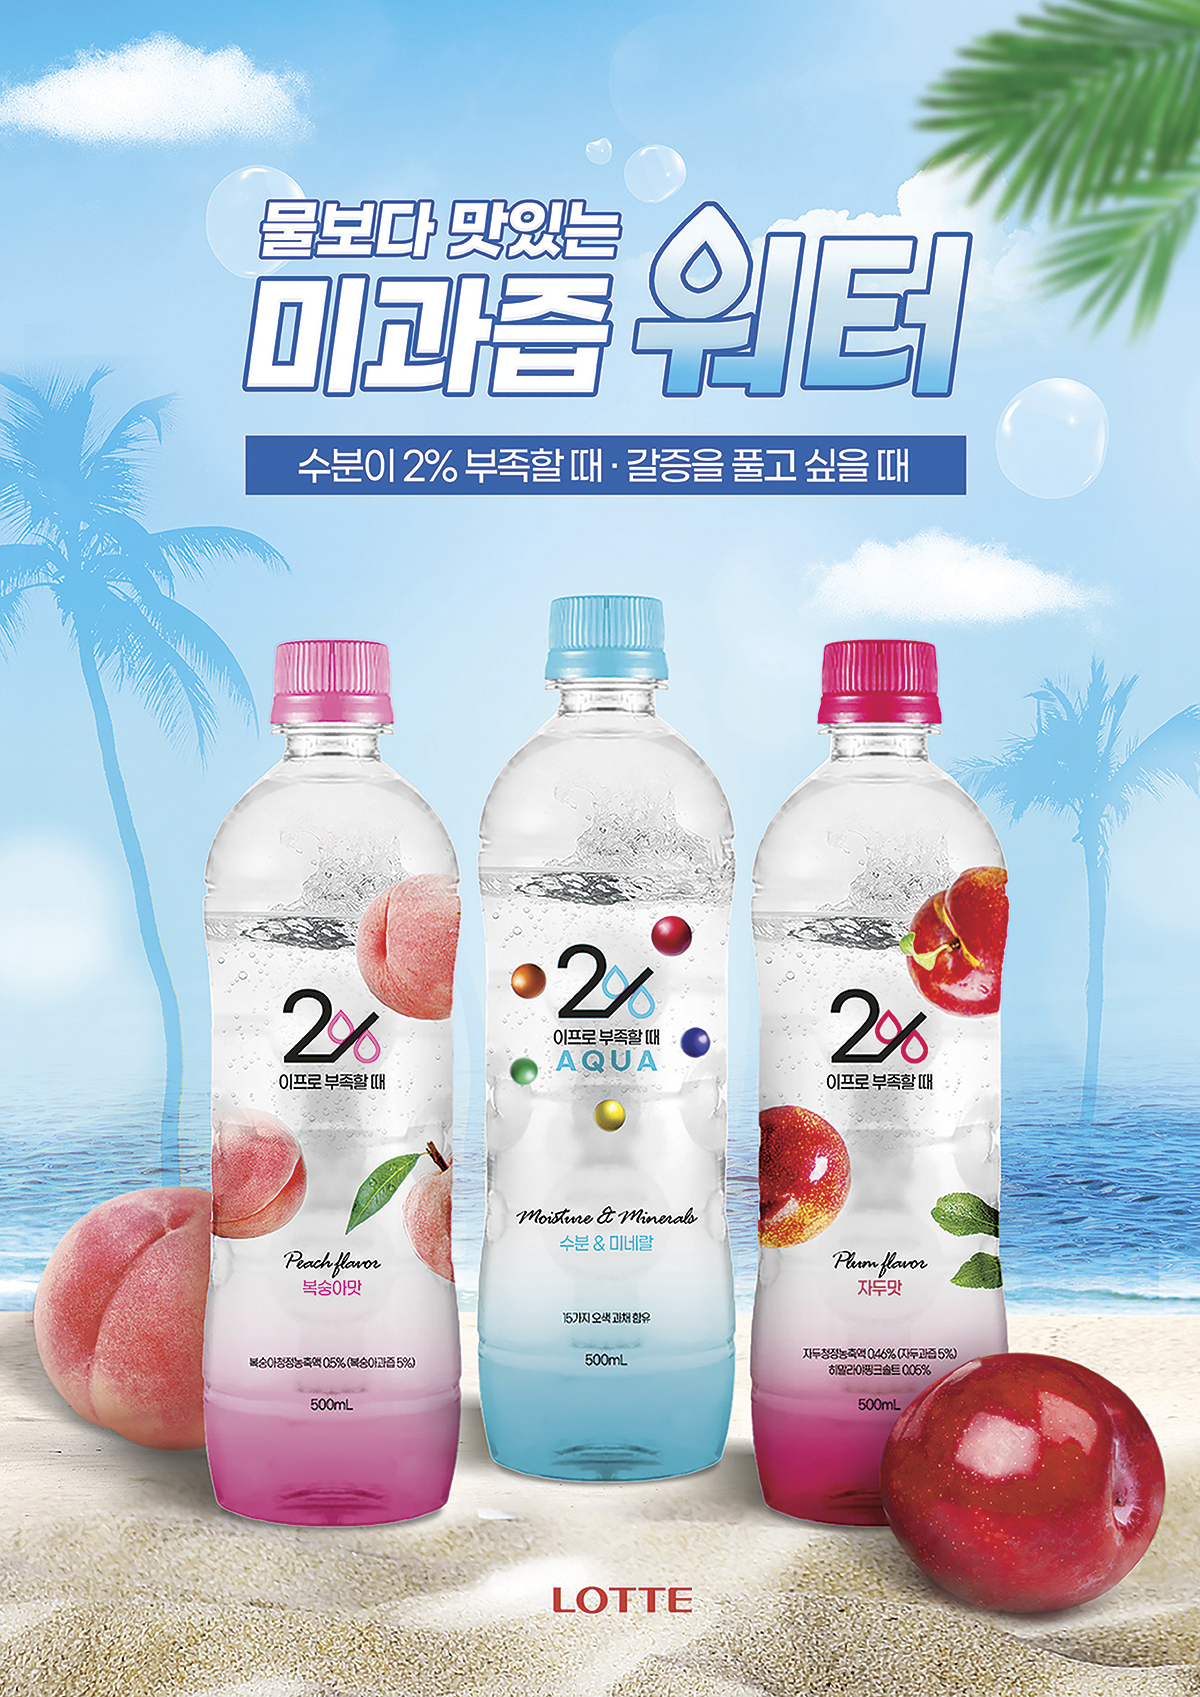 물보다 맛있는
미과즙 워터
수분이 2% 부족할 때 · 갈증을 풀고 싶을 때
2%
이프로 부족할 때
Peach flavor
복숭아맛
복숭아청정농축액 0.5% (복숭아과즙 5%)
500mL
2%
이프로 부족할 때
AQUA
Moisture & Minerals
수분 & 미네랄
15가지 오색 과채 함유
500mL
2%
이프로 부족할 때
Plum flavor
자두맛
자두청정농축액 0.46% (자두과즙 5%)
히말라야핑크솔트 0.05%
500mL
LOTTE